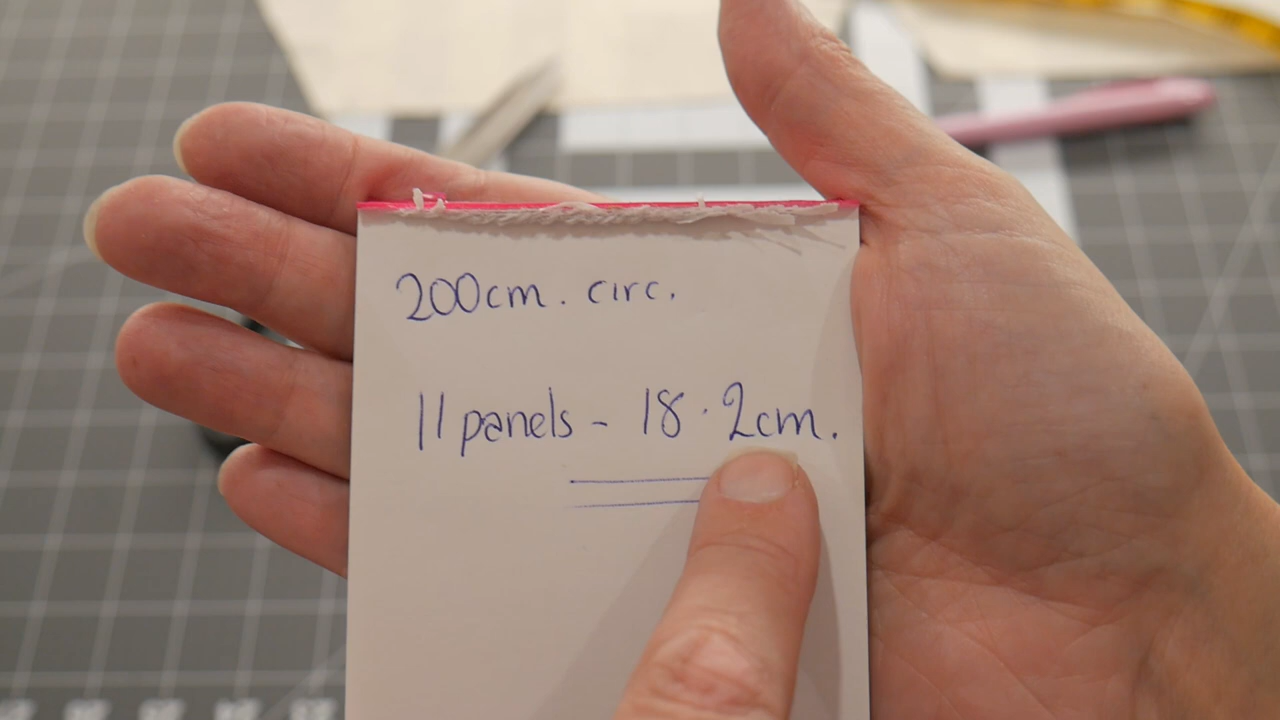 200cm. circ.
11 panels - 18.2cm.